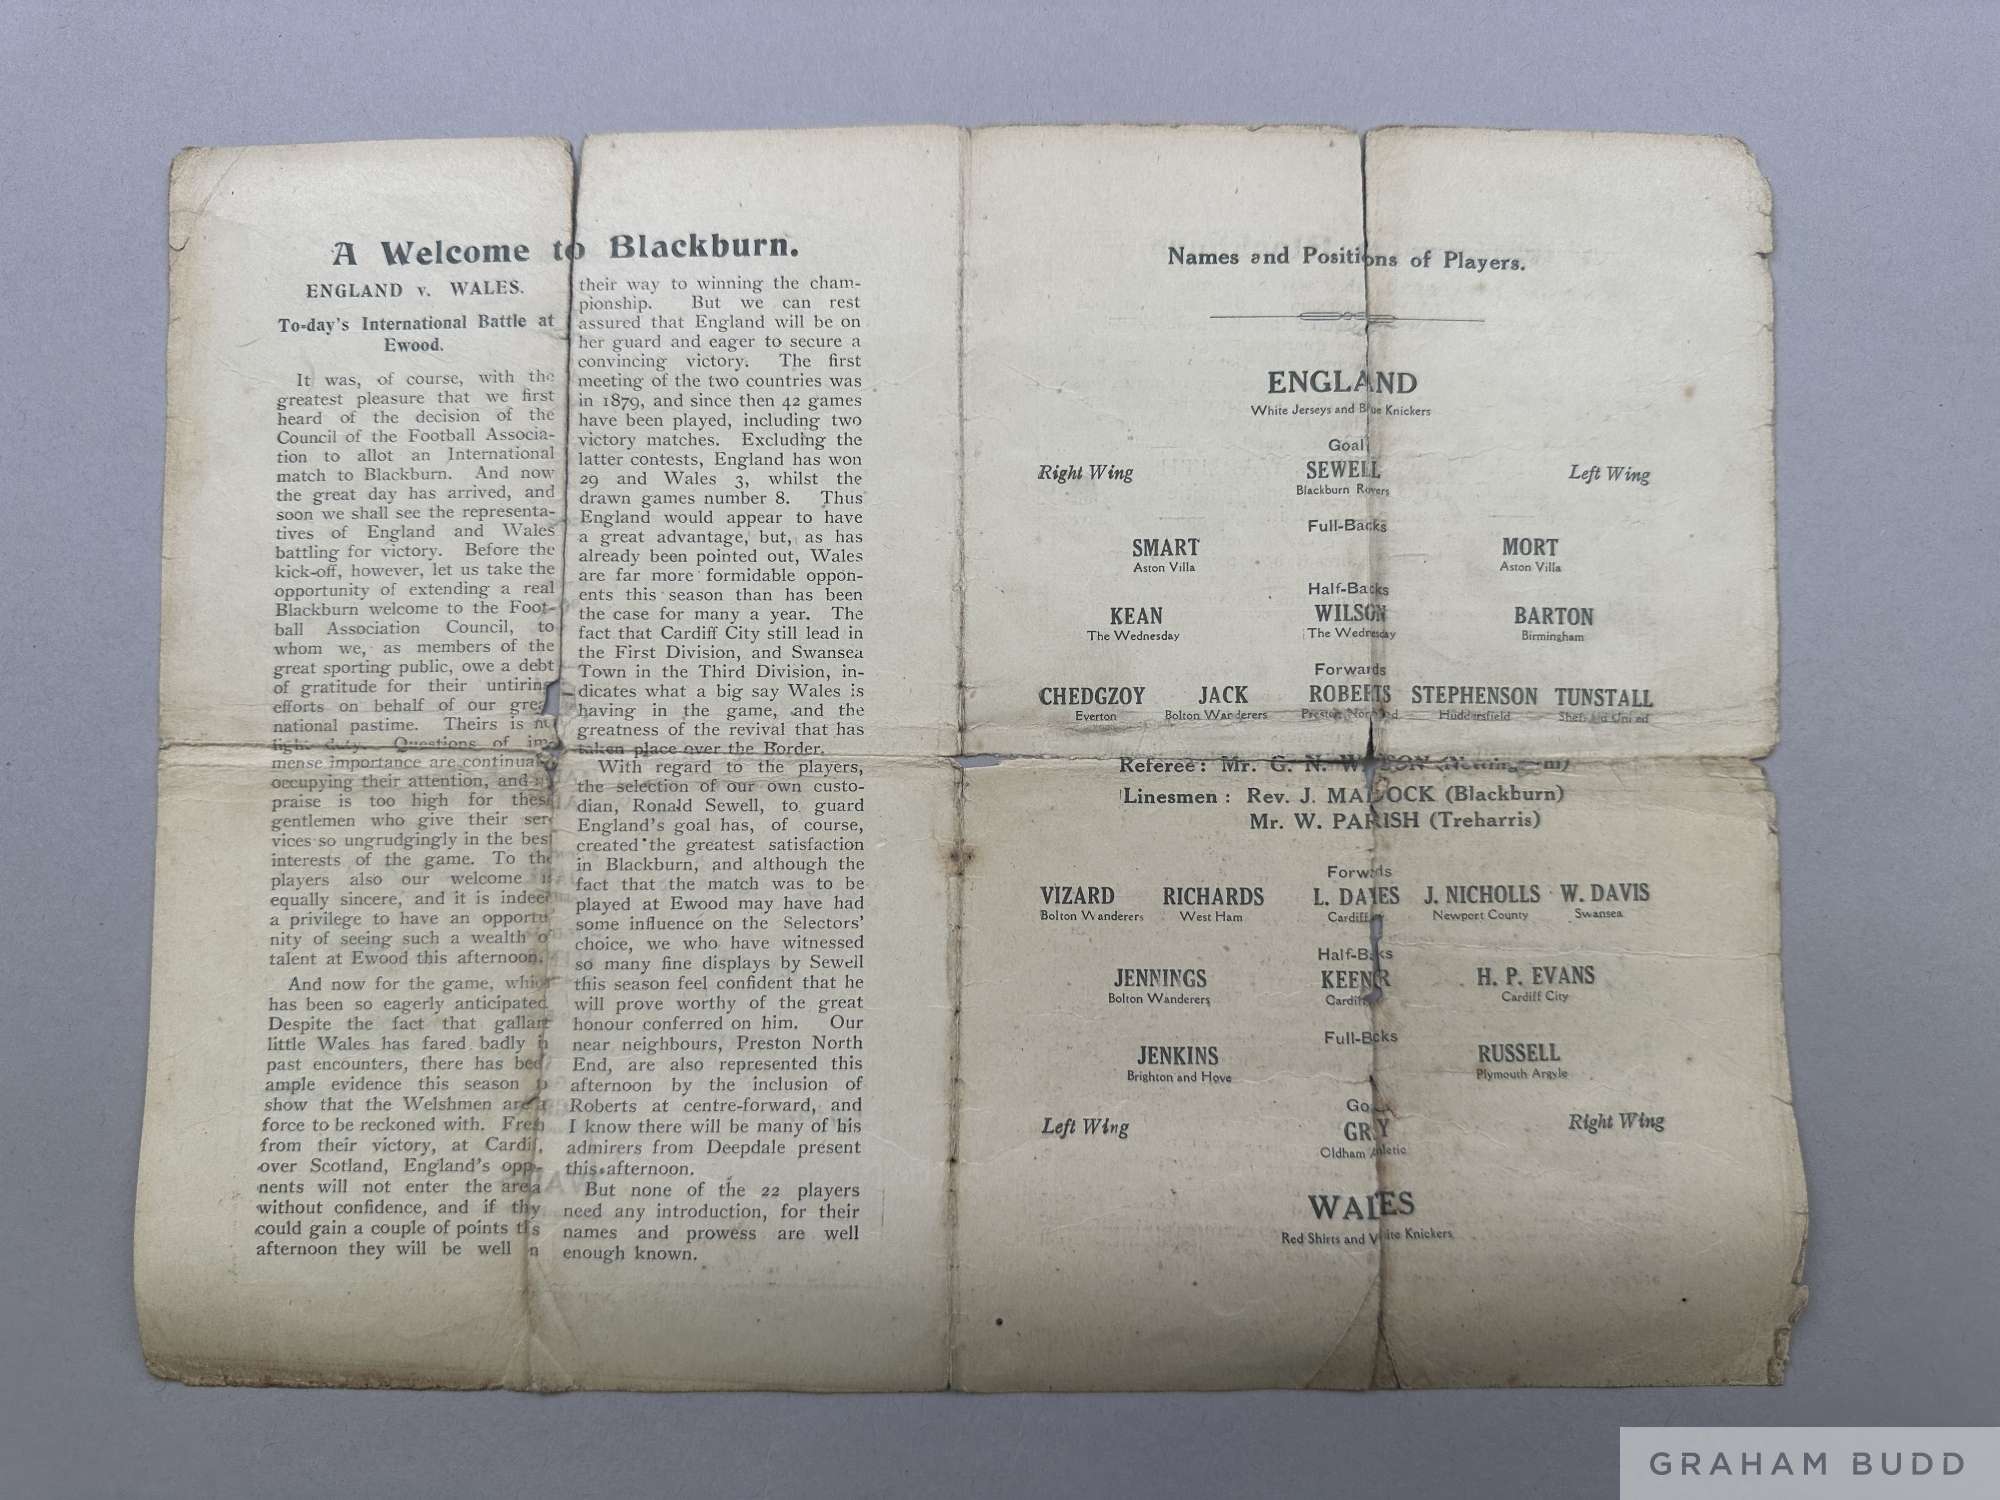 A Welcome to Blackburn.
ENGLAND v. WALES.
To-day's International Battle at
Ewood.
It was, of course, with the
greatest pleasure that we first
heard of the decision of the
Council of the Football Associa-
tion to allot an International
match to Blackburn. And now
the great day has arrived, and
soon we shall see the representa-
tives of England and Wales
battling for victory. Before the
kick-off, however, let us take the
opportunity of extending a real
Blackburn welcome to the Foot-
ball Association Council, to
whom we, as members of the
great sporting public, owe a debt
of gratitude for their untiring
efforts on behalf of our great
national pastime. Theirs is no
light duty. Questions of im-
mense importance are continually
occupying their attention, and
praise is too high for these
gentlemen who give their ser-
vices so ungrudgingly in the best
interests of the game. To the
players also our welcome is
equally sincere, and it is indeed
a privilege to have an opportu-
nity of seeing such a wealth of
talent at Ewood this afternoon.
And now for the game, which
has been so eagerly anticipated.
Despite the fact that gallant
little Wales has fared badly in
past encounters, there has been
ample evidence this season to
show that the Welshmen are a
force to be reckoned with. Fresh
from their victory, at Cardiff,
over Scotland, England's oppo-
nents will not enter the arena
without confidence, and if they
could gain a couple of points this
afternoon they will be well on
their way to winning the cham-
pionship. But we can rest
assured that England will be on
her guard and eager to secure a
convincing victory. The first
meeting of the two countries was
in 1879, and since then 42 games
have been played, including two
victory matches. Excluding the
latter contests, England has won
29 and Wales 3, whilst the
drawn games number 8. Thus
England would appear to have
a great advantage, but, as has
already been pointed out, Wales
are far more formidable oppon-
ents this season than has been
the case for many a year. The
fact that Cardiff City still lead in
the First Division, and Swansea
Town in the Third Division, in-
dicates what a big say Wales is
having in the game, and the
greatness of the revival that has
taken place over the Border.
With regard to the players,
the selection of our own custo-
dian, Ronald Sewell, to guard
England's goal has, of course,
created the greatest satisfaction
in Blackburn, and although the
fact that the match was to be
played at Ewood may have had
some influence on the Selectors'
choice, we who have witnessed
so many fine displays by Sewell
this season feel confident that he
will prove worthy of the great
honour conferred on him. Our
near neighbours, Preston North
End, are also represented this
afternoon by the inclusion of
Roberts at centre-forward, and
I know there will be many of his
admirers from Deepdale present
this afternoon.
But none of the 22 players
need any introduction, for their
names and prowess are well
enough known.
Names and Positions of Players.
ENGLAND
White Jerseys and Blue Knickers
Goal
Right Wing SEWELL Left Wing
Blackburn Rovers
Full-Backs
SMART MORT
Aston Villa Aston Villa
Half-Backs
KEAN WILSON BARTON
The Wednesday The Wednesday Birmingham
Forwards
CHEDGZOY JACK ROBERTS STEPHENSON TUNSTALL
Everton Bolton Wanderers Preston North End Huddersfield Sheffield United
Referee: Mr. G. N. WATSON (Nottingham)
Linesmen: Rev. J. MADOCK (Blackburn)
Mr. W. PARISH (Treharris)
Forwards
VIZARD RICHARDS L. DAVIES J. NICHOLLS W. DAVIS
Bolton Wanderers West Ham Cardiff Newport County Swansea
Half-Backs
JENNINGS KEENOR H. P. EVANS
Bolton Wanderers Cardiff Cardiff City
Full-Backs
JENKINS RUSSELL
Brighton and Hove Plymouth Argyle
Goal
Left Wing GRAY Right Wing
Oldham Athletic
WALES
Red Shirts and White Knickers
GRAHAM BUDD